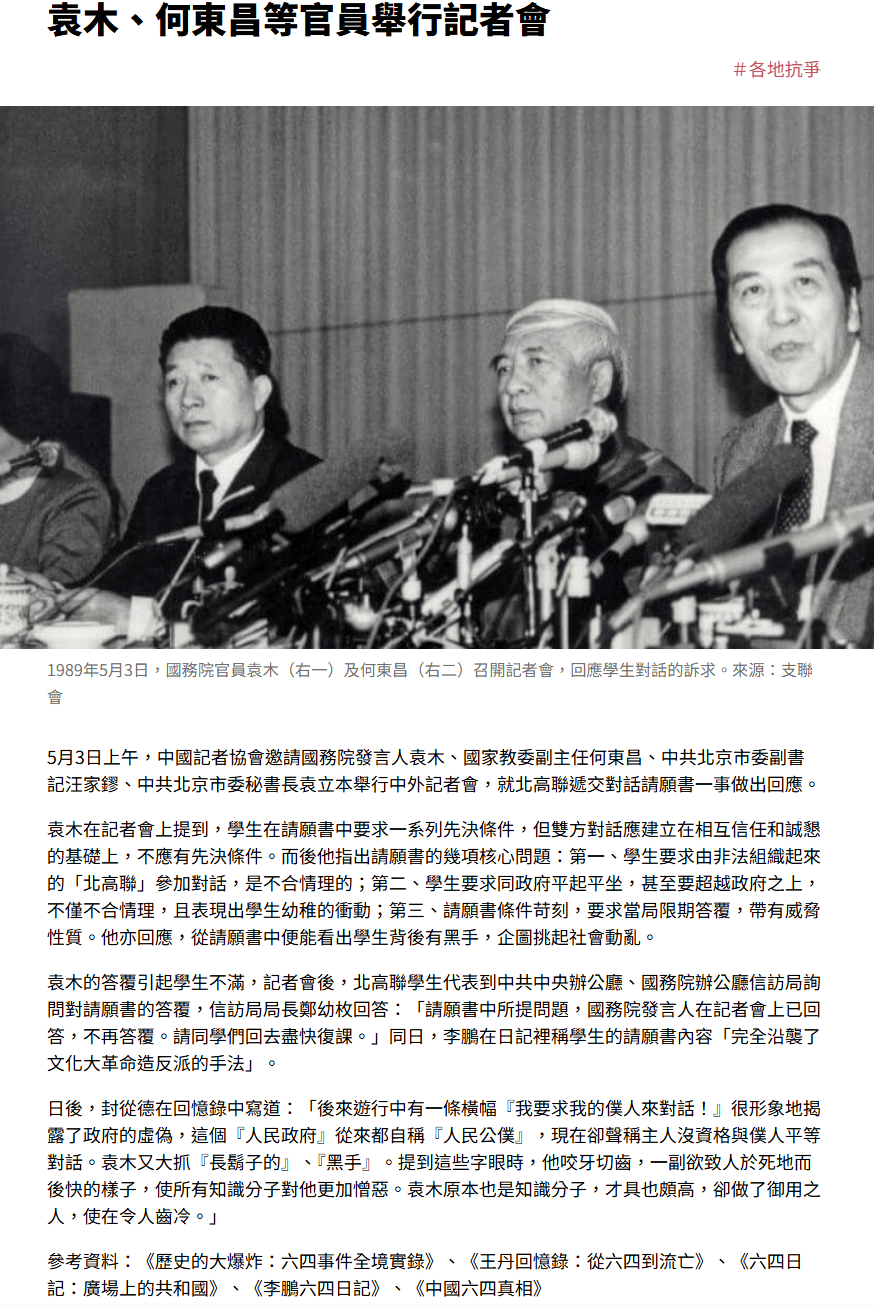 袁木、何東昌等官員舉行記者會
＃各地抗爭
1989年5月3日，國務院官員袁木（右一）及何東昌（右二）召開記者會，回應學生對話的訴求。來源：支聯
會
5月3日上午，中國記者協會邀請國務院發言人袁木、國家教委副主任何東昌、中共北京市委副書
記汪家鏐、中共北京市委秘書長袁立本舉行中外記者會，就北高聯遞交對話請願書一事做出回應。
袁木在記者會上提到，學生在請願書中要求一系列先決條件，但雙方對話應建立在相互信任和誠懇
的基礎上，不應有先決條件。而後他指出請願書的幾項核心問題：第一、學生要求由非法組織起來
的「北高聯」參加對話，是不合情理的；第二、學生要求同政府平起平坐，甚至要超越政府之上，
不僅不合情理，且表現出學生幼稚的衝動；第三、請願書條件苛刻，要求當局限期答覆，帶有威脅
性質。他亦回應，從請願書中便能看出學生背後有黑手，企圖挑起社會動亂。
袁木的答覆引起學生不滿，記者會後，北高聯學生代表到中共中央辦公廳、國務院辦公廳信訪局詢
問對請願書的答覆，信訪局局長鄭幼枚回答：「請願書中所提問題，國務院發言人在記者會上已回
答，不再答覆。請同學們回去盡快復課。」同日，李鵬在日記裡稱學生的請願書內容「完全沿襲了
文化大革命造反派的手法」。
日後，封從德在回憶錄中寫道：「後來遊行中有一條橫幅『我要求我的僕人來對話！』很形象地揭
露了政府的虛偽，這個『人民政府』從來都自稱『人民公僕』，現在卻聲稱主人沒資格與僕人平等
對話。袁木又大抓『長鬍子的』、『黑手』。提到這些字眼時，他咬牙切齒，一副欲致人於死地而
後快的樣子，使所有知識分子對他更加憎惡。袁木原本也是知識分子，才具也頗高，卻做了御用之
人，使在令人齒冷。」
參考資料：《歷史的大爆炸：六四事件全境實錄》、《王丹回憶錄：從六四到流亡》、《六四日
記：廣場上的共和國》、《李鵬六四日記》、《中國六四真相》